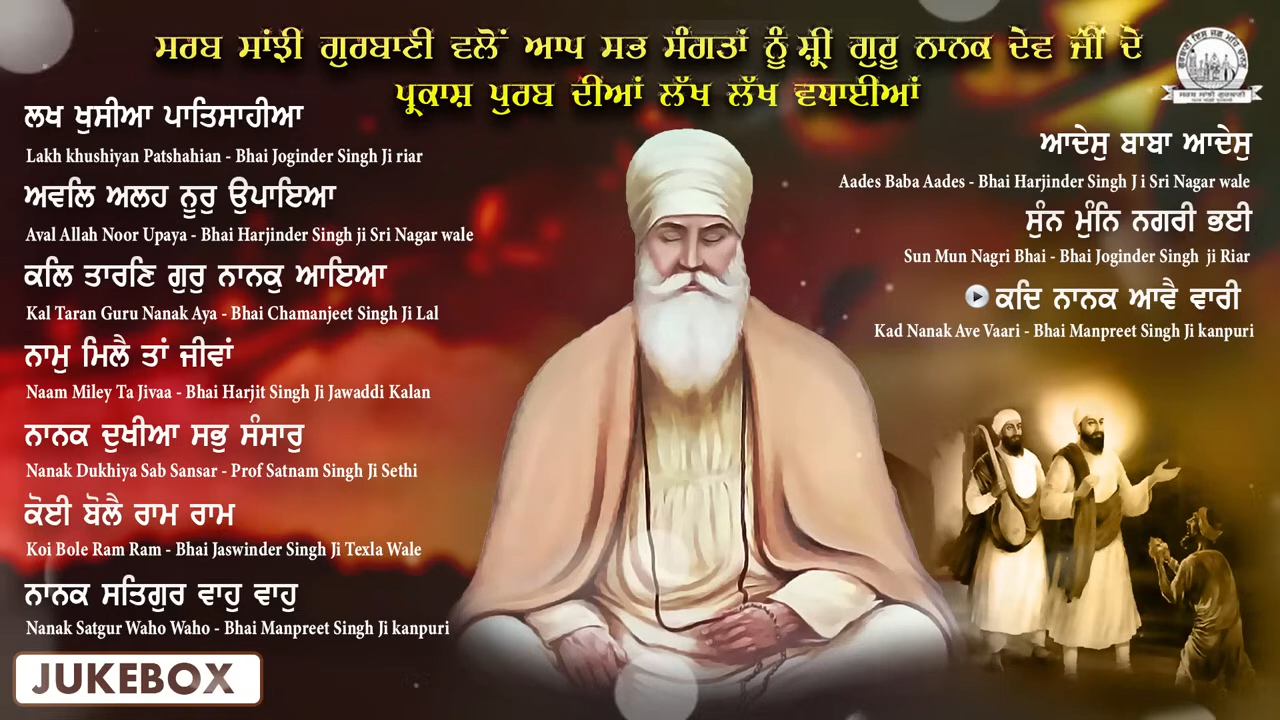 ਸਰਬ ਸਾਂਝੀ ਗੁਰਬਾਣੀ ਵਲੋਂ ਆਪ ਸਭ ਸੰਗਤਾਂ ਨੂੰ ਸ਼੍ਰੀ ਗੁਰੂ ਨਾਨਕ ਦੇਵ ਜੀਂ ਦੇ
ਪ੍ਰਕਾਸ਼ ਪੁਰਬ ਦੀਆਂ ਲੱਖ ਲੱਖ ਵਧਾਈਆਂ
ਲਖ ਖੁਸੀਆ ਪਾਤਿਸਾਹੀਆ
Lakh khushiyan Patshahian - Bhai Joginder Singh Ji riar
ਅਵਲਿ ਅਲਹ ਨੂਰੁ ਉਪਾਇਆ
Aval Allah Noor Upaya - Bhai Harjinder Singh ji Sri Nagar wale
ਕਲਿ ਤਾਰਣਿ ਗੁਰੁ ਨਾਨਕੁ ਆਇਆ
Kal Taran Guru Nanak Aya - Bhai Chamanjeet Singh Ji Lal
ਨਾਮੁ ਮਿਲੈ ਤਾਂ ਜੀਵਾਂ
Naam Miley Ta Jivaa - Bhai Harjit Singh Ji Jawaddi Kalan
ਨਾਨਕ ਦੁਖੀਆ ਸਭੁ ਸੰਸਾਰੁ
Nanak Dukhiya Sab Sansar - Prof Satnam Singh Ji Sethi
ਕੋਈ ਬੋਲੈ ਰਾਮ ਰਾਮ
Koi Bole Ram Ram - Bhai Jaswinder Singh Ji Texla Wale
ਨਾਨਕ ਸਤਿਗੁਰ ਵਾਹੁ ਵਾਹੁ
Nanak Satgur Waho Waho - Bhai Manpreet Singh Ji kanpuri
JUKEBOX
ਸਰਬ ਸਾਂਝੀ ਗੁਰਬਾਣੀ
ਆਦੇਸੁ ਬਾਬਾ ਆਦੇਸੁ
Aades Baba Aades - Bhai Harjinder Singh J i Sri Nagar wale
ਸੁੰਨ ਮੁੰਨਿ ਨਗਰੀ ਭਈ
Sun Mun Nagri Bhai - Bhai Joginder Singh ji Riar
ਕਦਿ ਨਾਨਕ ਆਵੈ ਵਾਰੀ
Kad Nanak Ave Vaari - Bhai Manpreet Singh Ji kanpuri